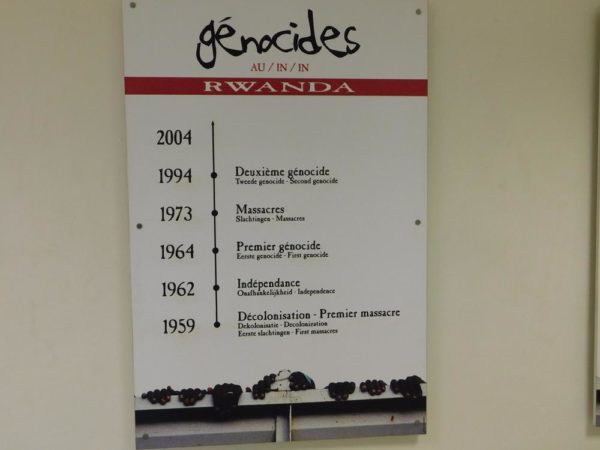 génocides
AU / IN / IN
RWANDA
2004
1994 Deuxième génocide
Tweede genocide - Second genocide
1973 Massacres
Slachtingen - Massacres
1964 Premier génocide
Eerste genocide - First genocide
1962 Indépendance
Onafhankelijkheid - Independence
1959 Décolonisation - Premier massacre
Dekolonisatie - Decolonization
Eerste slachtingen - First massacres